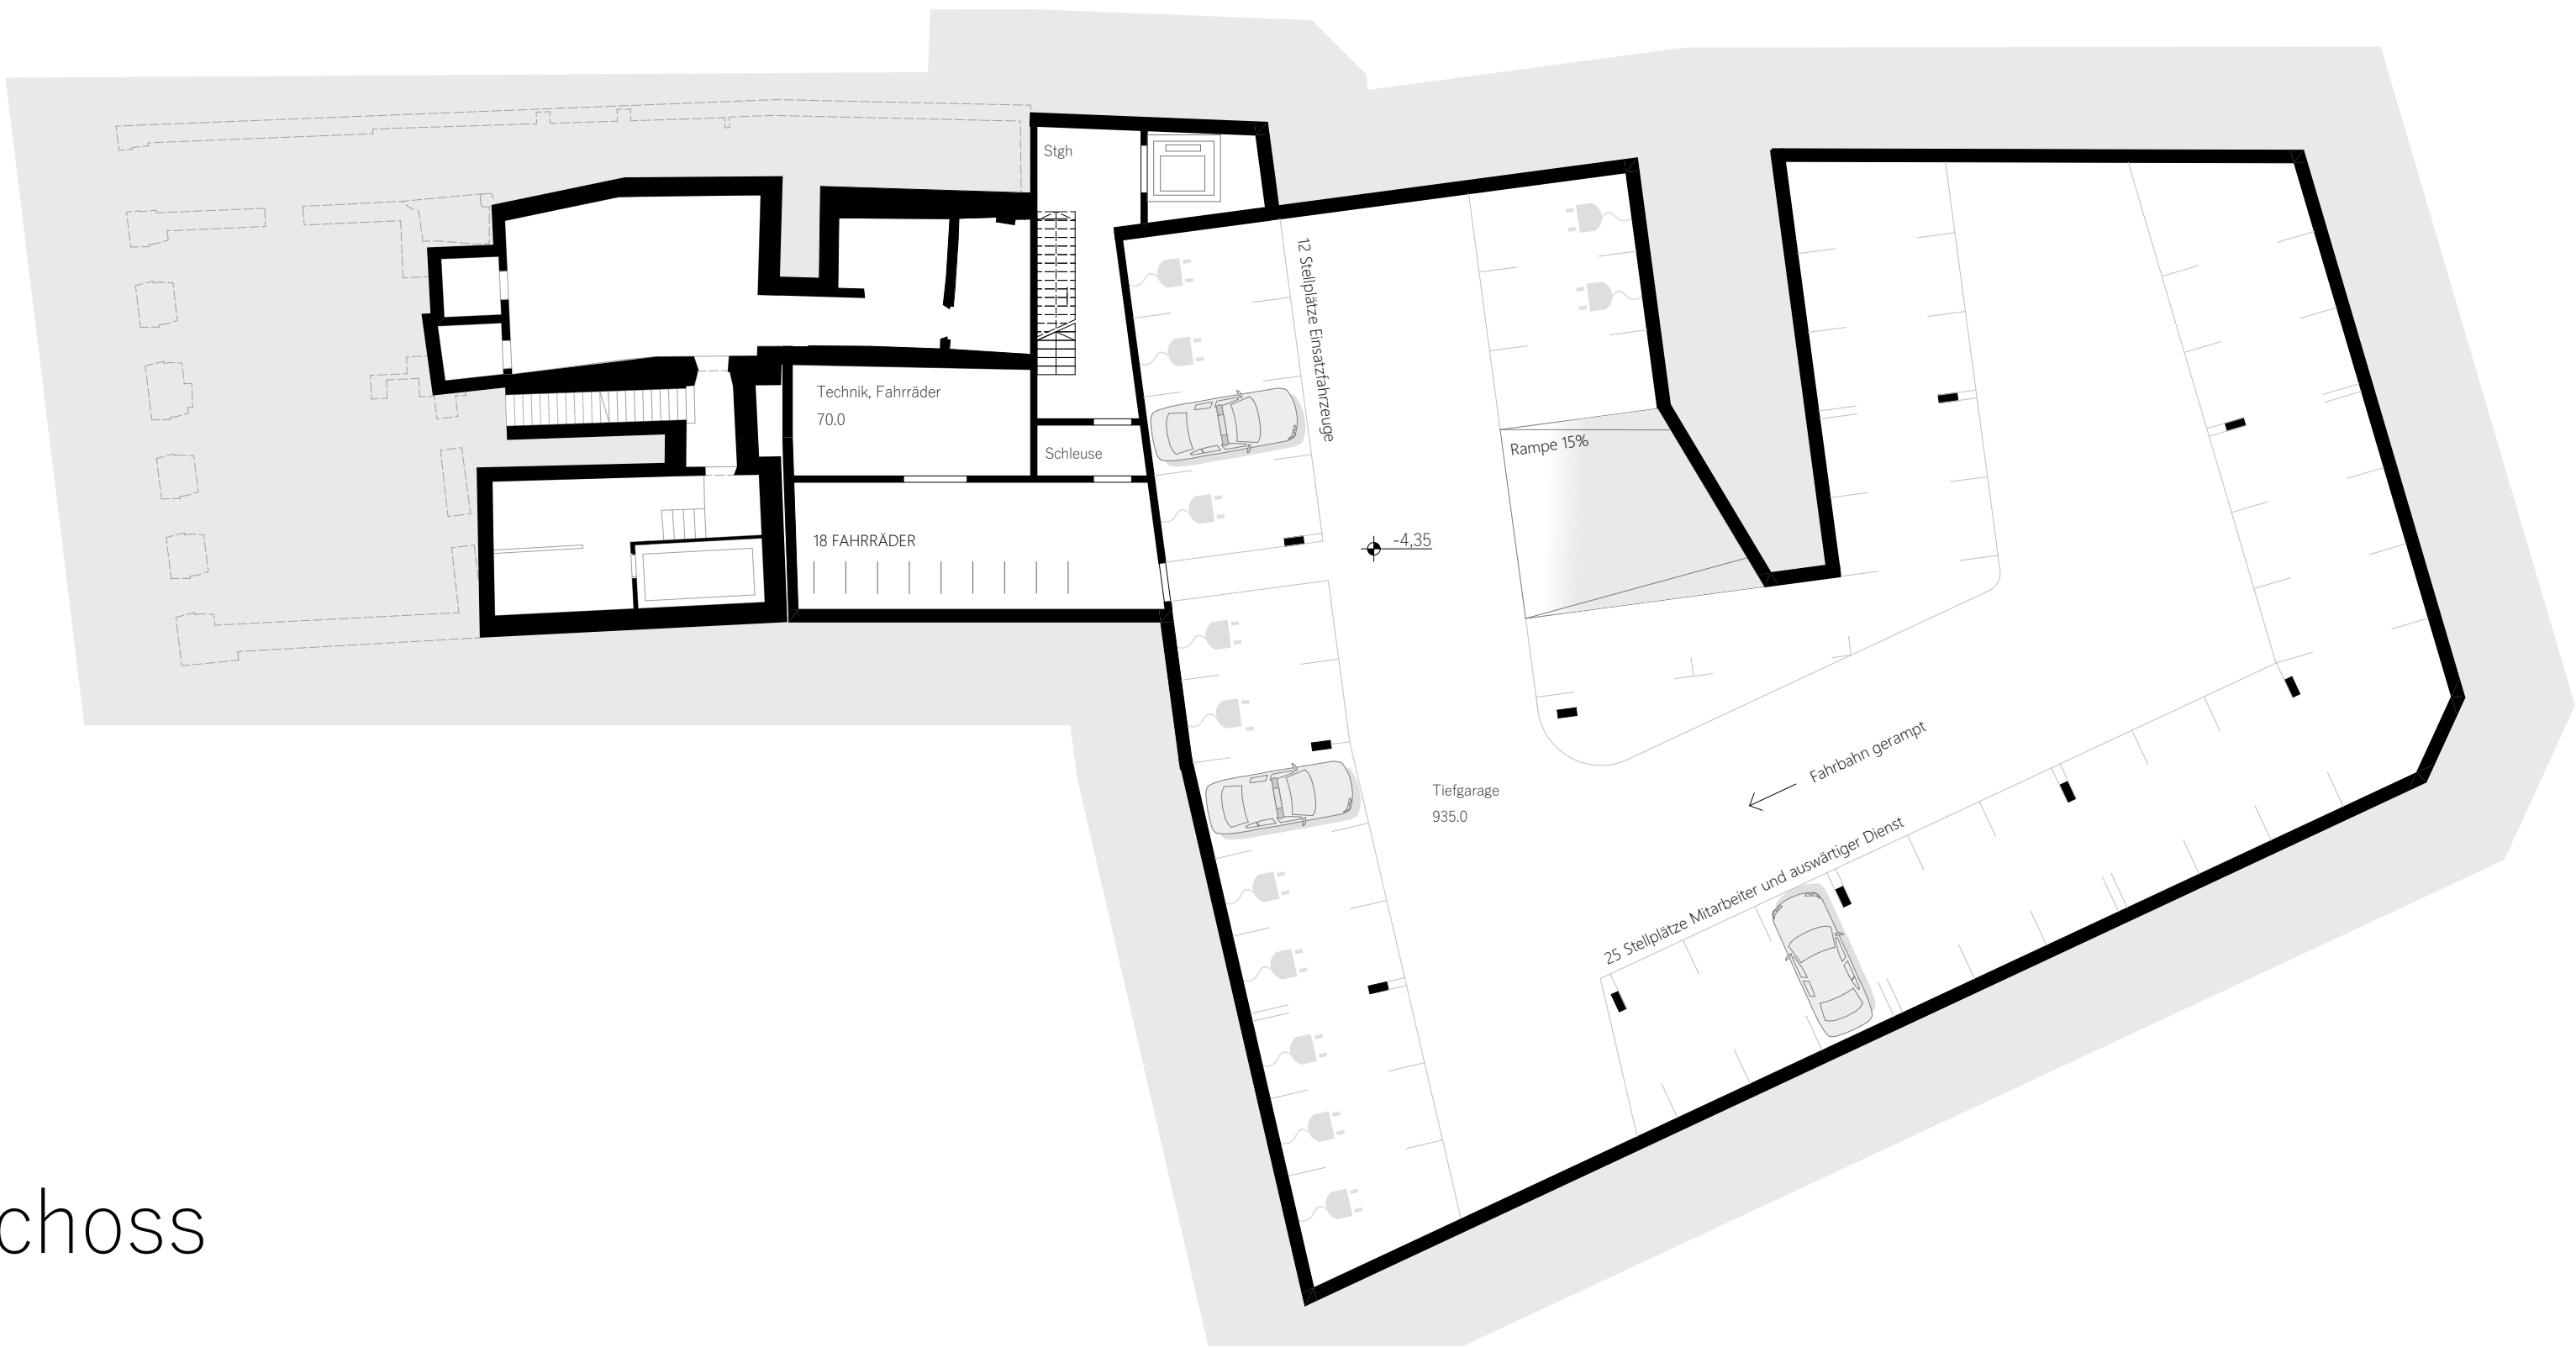 Stgh
12 Stellplätze Einsatzfahrzeuge
Technik, Fahrräder
70.0
Rampe 15%
Schleuse
18 FAHRRÄDER
-4,35
Fahrbahn gerampt
Tiefgarage
935.0
25 Stellplätze Mitarbeiter und auswärtiger Dienst
choss